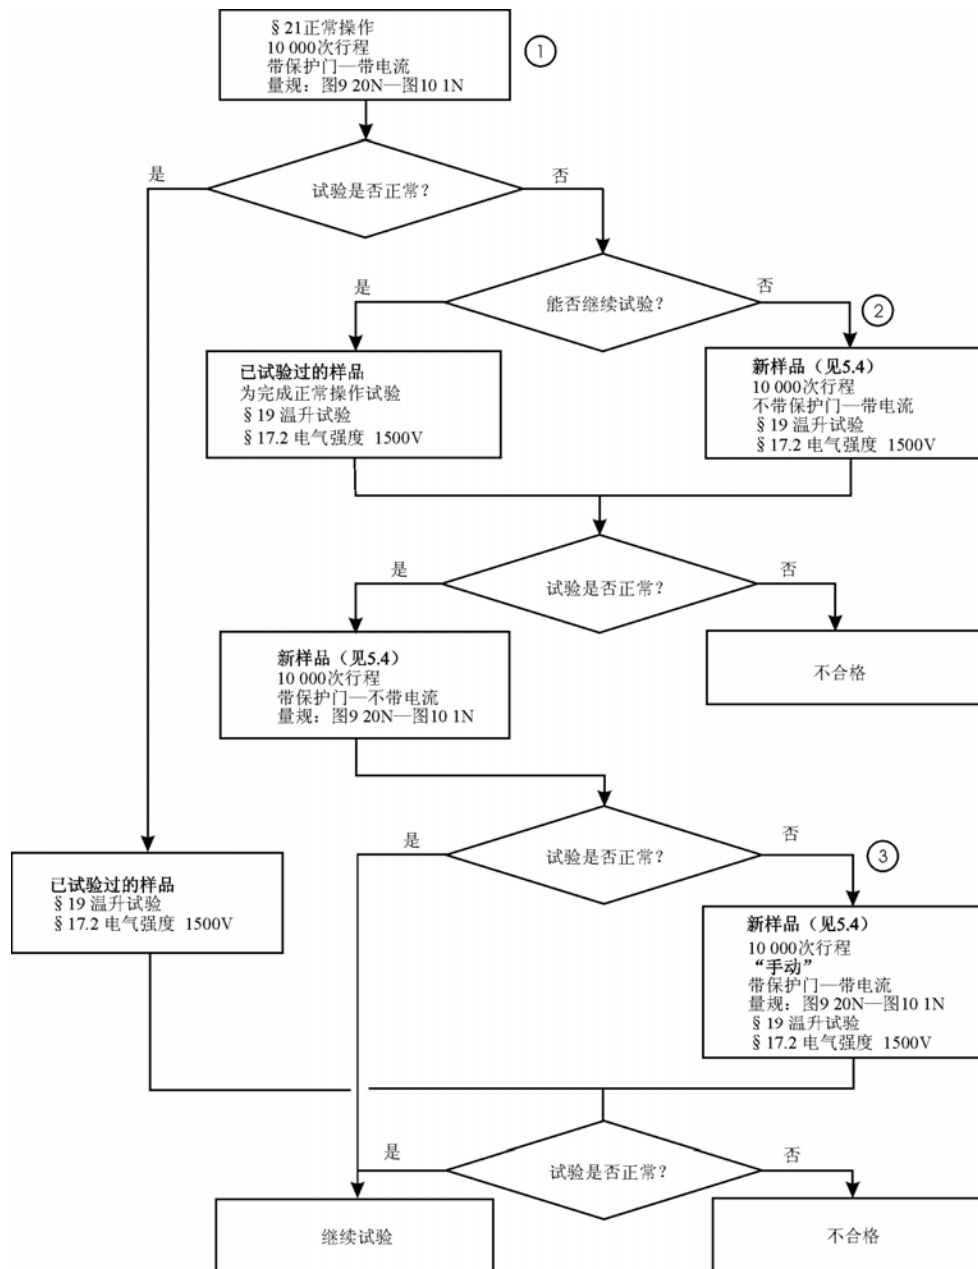 §21正常操作
10 000次行程
带保护门—带电流
量规：图9 20N—图10 1N
①
是
试验是否正常？
否
是
能否继续试验？
否
②
已试验过的样品
为完成正常操作试验
§19 温升试验
§17.2 电气强度 1500V
新样品（见5.4）
10 000次行程
不带保护门—带电流
§19 温升试验
§17.2 电气强度 1500V
是
试验是否正常？
否
新样品（见5.4）
10 000次行程
带保护门—不带电流
量规：图9 20N—图10 1N
不合格
是
试验是否正常？
否
③
已试验过的样品
§19 温升试验
§17.2 电气强度 1500V
新样品（见5.4）
10 000次行程
“手动”
带保护门—带电流
量规：图9 20N—图10 1N
§19 温升试验
§17.2 电气强度 1500V
是
试验是否正常？
否
继续试验
不合格